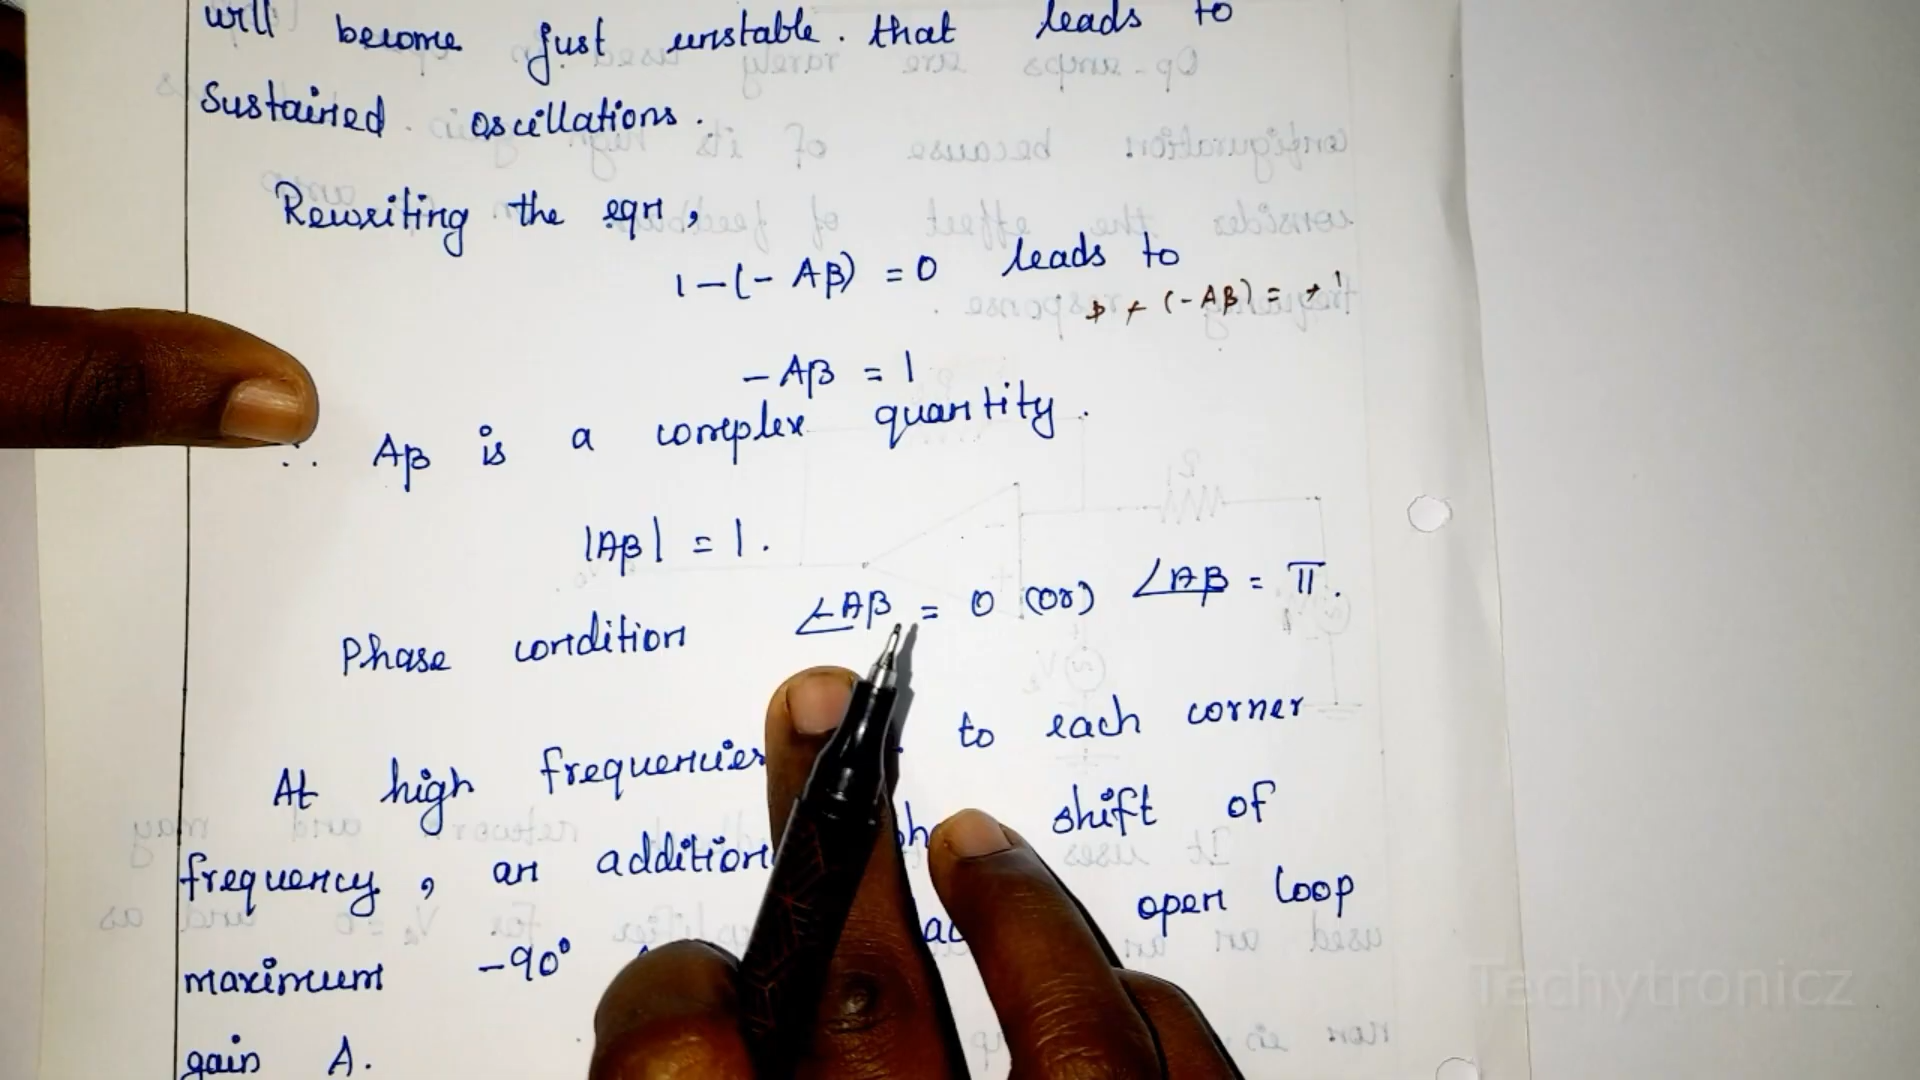 will become just unstable. that leads to
sustained oscillations.
Rewriting the eqn,
1-(-Aβ) = 0 leads to
+ (-Aβ) = + 1
-Aβ = 1
∴ Aβ is a complex quantity.
|Aβ| = 1.
Phase condition ∠Aβ = 0 (or) ∠Aβ = π.
At high frequencies to each corner
frequency, an shift of
maximum -90° open loop
gain A.
Techytronicz